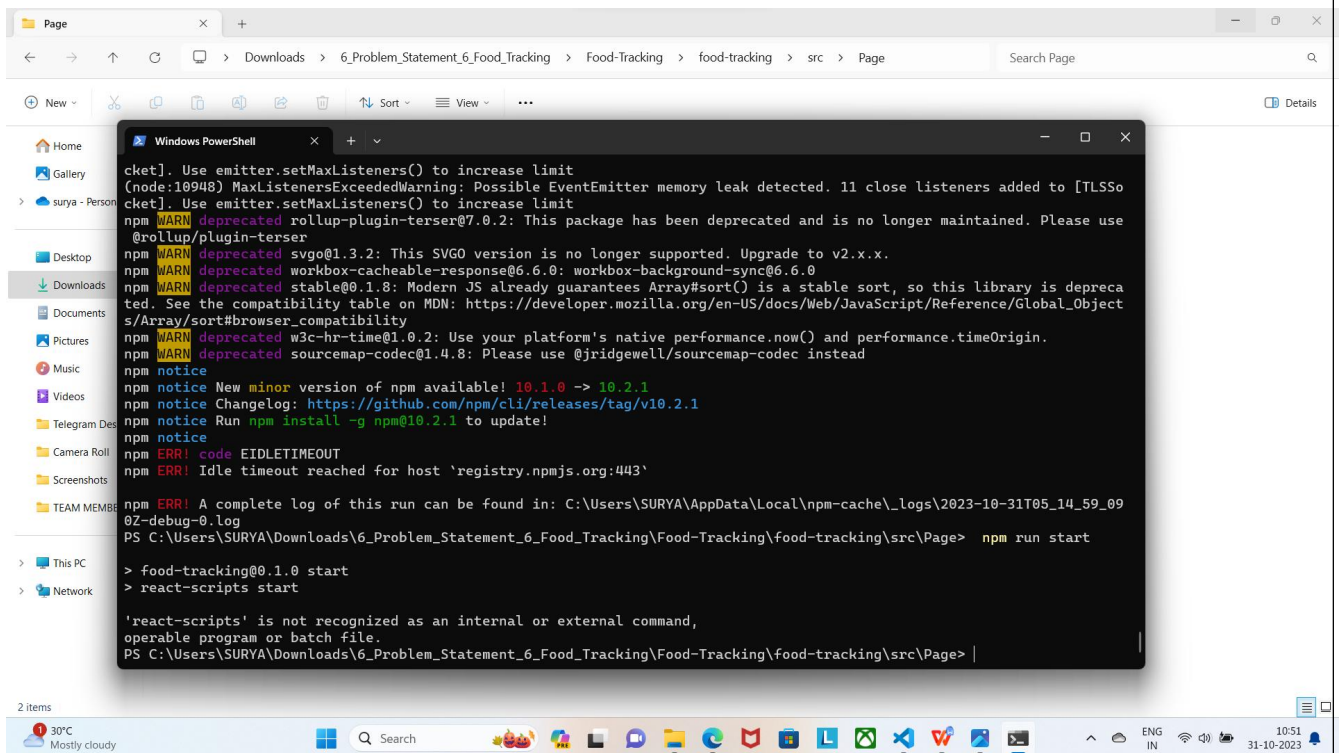 Page
Downloads > 6_Problem_Statement_6_Food_Tracking > Food-Tracking > food-tracking > src > Page
Search Page
New
Sort
View
Details
Home
Gallery
surya - Person
Desktop
Downloads
Documents
Pictures
Music
Videos
Telegram Des
Camera Roll
Screenshots
TEAM MEMBE
This PC
Network
Windows PowerShell
cket]. Use emitter.setMaxListeners() to increase limit
(node:10948) MaxListenersExceededWarning: Possible EventEmitter memory leak detected. 11 close listeners added to [TLSSo
cket]. Use emitter.setMaxListeners() to increase limit
npm WARN deprecated rollup-plugin-terser@7.0.2: This package has been deprecated and is no longer maintained. Please use
@rollup/plugin-terser
npm WARN deprecated svgo@1.3.2: This SVGO version is no longer supported. Upgrade to v2.x.x.
npm WARN deprecated workbox-cacheable-response@6.6.0: workbox-background-sync@6.6.0
npm WARN deprecated stable@0.1.8: Modern JS already guarantees Array#sort() is a stable sort, so this library is depreca
ted. See the compatibility table on MDN: https://developer.mozilla.org/en-US/docs/Web/JavaScript/Reference/Global_Object
s/Array/sort#browser_compatibility
npm WARN deprecated w3c-hr-time@1.0.2: Use your platform's native performance.now() and performance.timeOrigin.
npm WARN deprecated sourcemap-codec@1.4.8: Please use @jridgewell/sourcemap-codec instead
npm notice
npm notice New minor version of npm available! 10.1.0 -> 10.2.1
npm notice Changelog: https://github.com/npm/cli/releases/tag/v10.2.1
npm notice Run npm install -g npm@10.2.1 to update!
npm notice
npm ERR! code EIDLETIMEOUT
npm ERR! Idle timeout reached for host `registry.npmjs.org:443`
npm ERR! A complete log of this run can be found in: C:\Users\SURYA\AppData\Local\npm-cache\_logs\2023-10-31T05_14_59_09
0Z-debug-0.log
PS C:\Users\SURYA\Downloads\6_Problem_Statement_6_Food_Tracking\Food-Tracking\food-tracking\src\Page> npm run start
> food-tracking@0.1.0 start
> react-scripts start
'react-scripts' is not recognized as an internal or external command,
operable program or batch file.
PS C:\Users\SURYA\Downloads\6_Problem_Statement_6_Food_Tracking\Food-Tracking\food-tracking\src\Page>
2 items
1
30°C
Mostly cloudy
Search
PRE
ENG
IN
10:51
31-10-2023